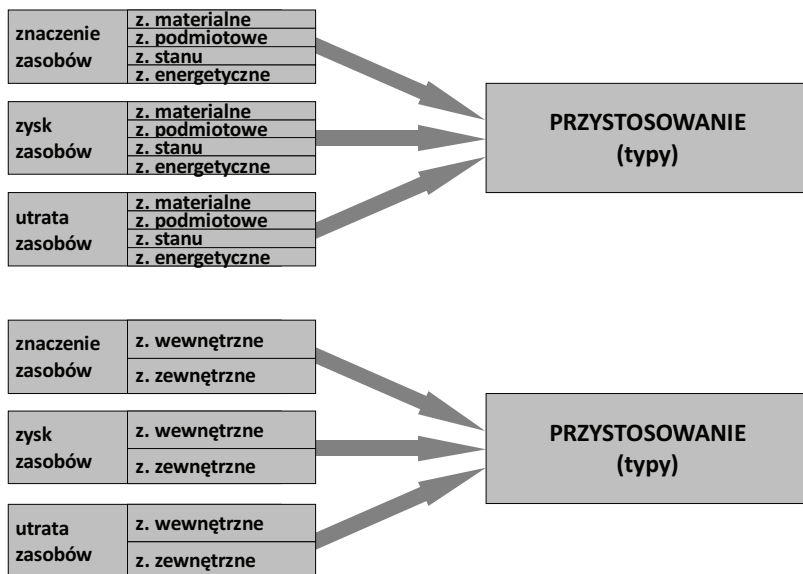 znaczenie
zasobów
z. materialne
z. podmiotowe
z. stanu
z. energetyczne
zysk
zasobów
z. materialne
z. podmiotowe
z. stanu
z. energetyczne
utrata
zasobów
z. materialne
z. podmiotowe
z. stanu
z. energetyczne
PRZYSTOSOWANIE
(typy)
znaczenie
zasobów
z. wewnętrzne
z. zewnętrzne
zysk
zasobów
z. wewnętrzne
z. zewnętrzne
utrata
zasobów
z. wewnętrzne
z. zewnętrzne
PRZYSTOSOWANIE
(typy)